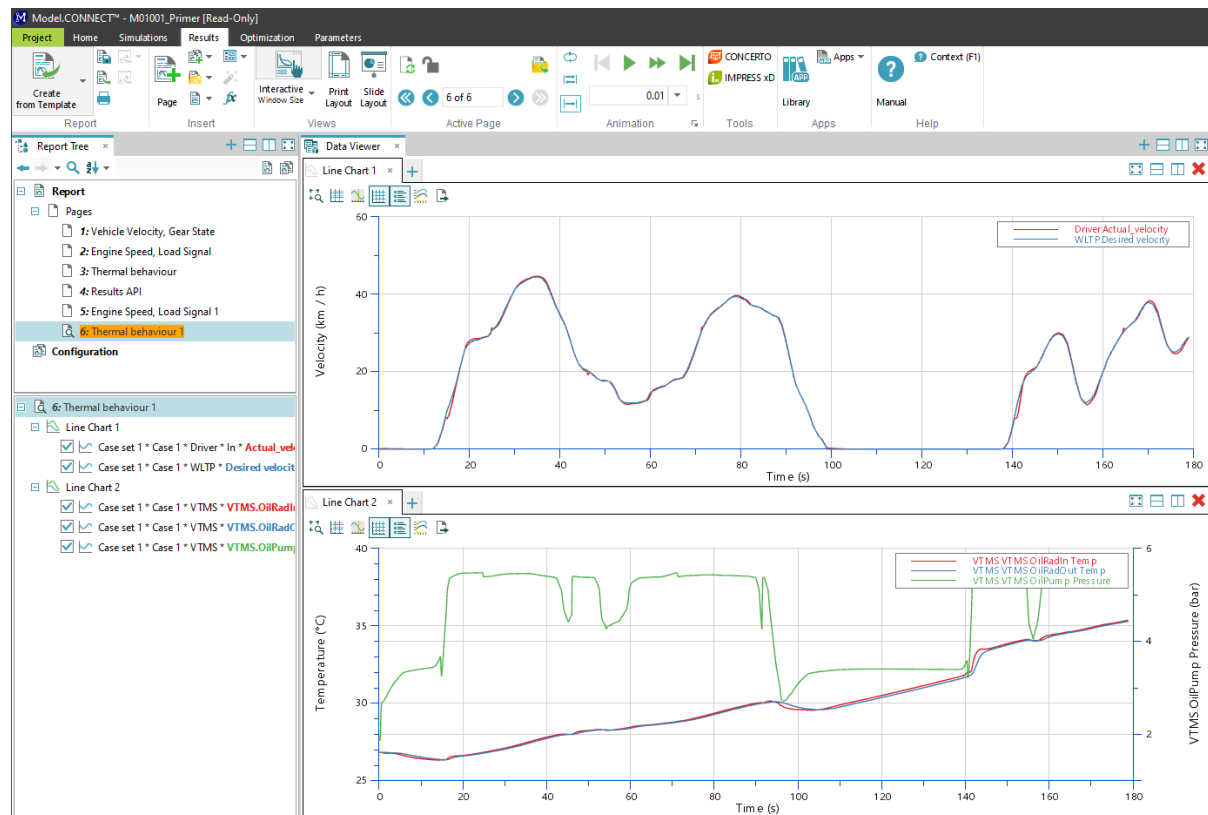 Model.CONNECT™ - M01001_Primer [Read-Only]
Project Home Simulations Results Optimization Parameters
Create
from Template
Page
Interactive
Window Size
Print
Layout
Slide
Layout
6 of 6
0.01 s
CONCERTO
IMPRESS xD
APP
Library
Apps
?
Manual
? Context (F1)
Report Insert Views Active Page Animation Tools Apps Help
Report Tree ×
Report
Pages
1: Vehicle Velocity, Gear State
2: Engine Speed, Load Signal
3: Thermal behaviour
4: Results API
5: Engine Speed, Load Signal 1
6: Thermal behaviour 1
Configuration
6: Thermal behaviour 1
Line Chart 1
Case set 1 * Case 1 * Driver * In * Actual_vel
Case set 1 * Case 1 * WLTP * Desired velocit
Line Chart 2
Case set 1 * Case 1 * VTMS * VTMS.OilRadI
Case set 1 * Case 1 * VTMS * VTMS.OilRadO
Case set 1 * Case 1 * VTMS * VTMS.OilPump
Data Viewer ×
Line Chart 1 ×
60
40
20
0
Velocity (km / h)
DriverActual_velocity
WLTPDesired velocity
0 20 40 60 80 100 120 140 160 180
Time (s)
Line Chart 2 ×
40
35
30
25
Temperature (°C)
VTMS.VTMS.OilRadIn Temp
VTMS.VTMS.OilRadOut Temp
VTMS.VTMS.OilPump Pressure
6
4
2
VTMS OilPump Pressure (bar)
0 20 40 60 80 100 120 140 160 180
Time (s)